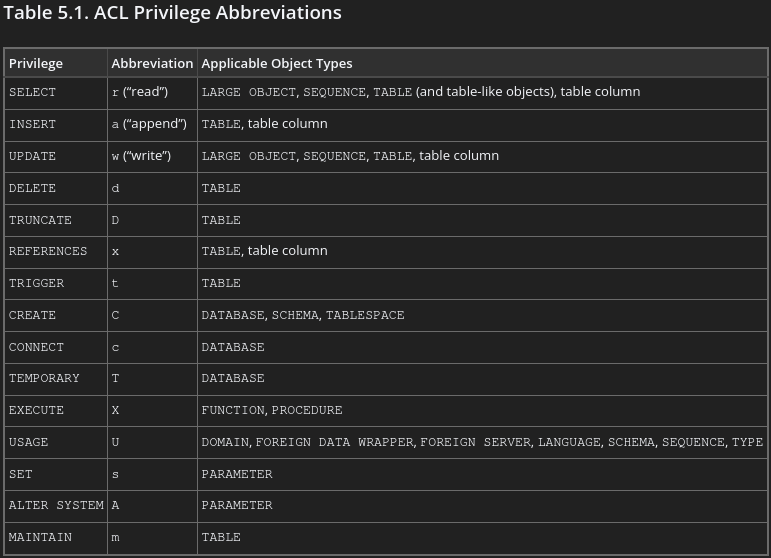 Table 5.1. ACL Privilege Abbreviations
Privilege Abbreviation Applicable Object Types
SELECT r (“read”) LARGE OBJECT, SEQUENCE, TABLE (and table-like objects), table column
INSERT a (“append”) TABLE, table column
UPDATE w (“write”) LARGE OBJECT, SEQUENCE, TABLE, table column
DELETE d TABLE
TRUNCATE D TABLE
REFERENCES x TABLE, table column
TRIGGER t TABLE
CREATE C DATABASE, SCHEMA, TABLESPACE
CONNECT c DATABASE
TEMPORARY T DATABASE
EXECUTE X FUNCTION, PROCEDURE
USAGE U DOMAIN, FOREIGN DATA WRAPPER, FOREIGN SERVER, LANGUAGE, SCHEMA, SEQUENCE, TYPE
SET s PARAMETER
ALTER SYSTEM A PARAMETER
MAINTAIN m TABLE